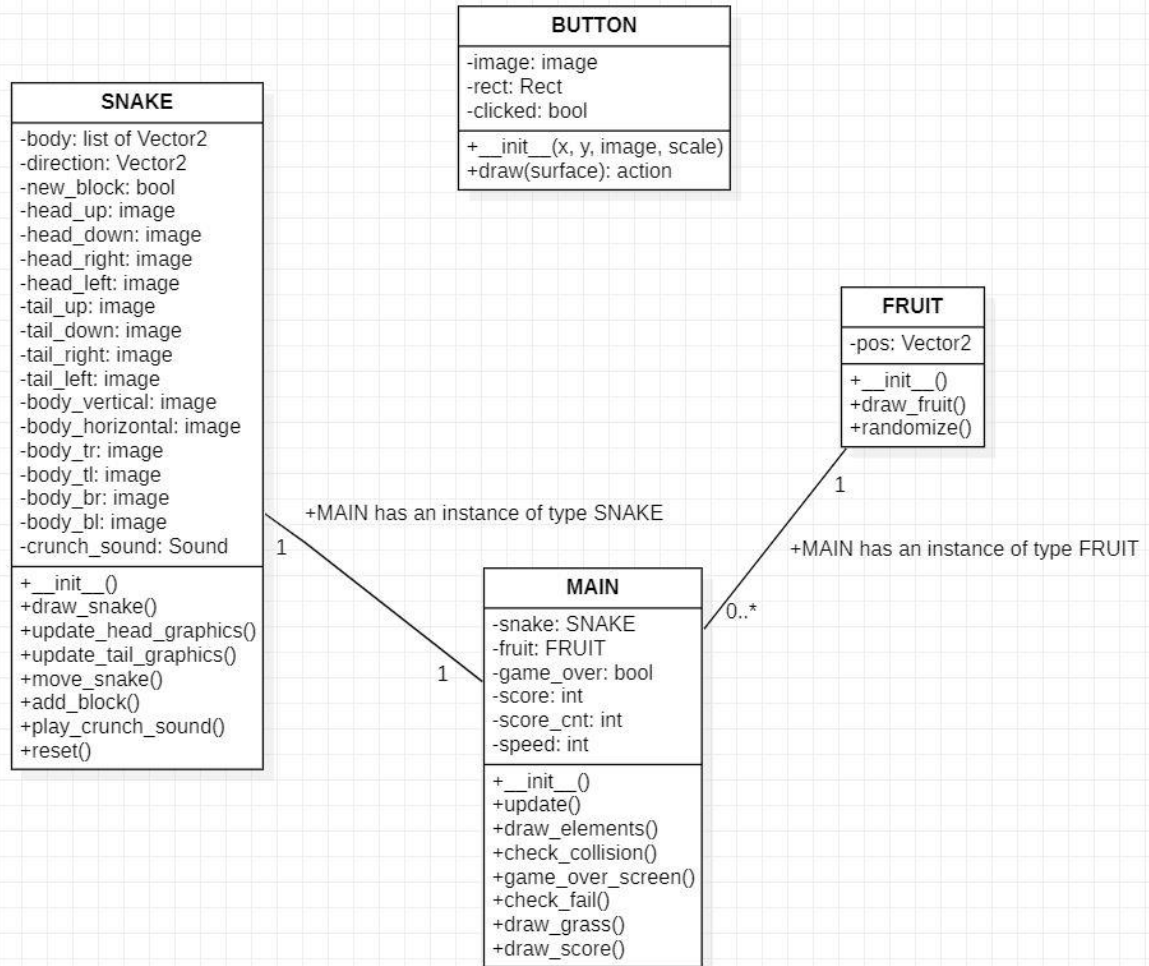 BUTTON
-image: image
-rect: Rect
-clicked: bool
+__init__(x, y, image, scale)
+draw(surface): action
SNAKE
-body: list of Vector2
-direction: Vector2
-new_block: bool
-head_up: image
-head_down: image
-head_right: image
-head_left: image
-tail_up: image
-tail_down: image
-tail_right: image
-tail_left: image
-body_vertical: image
-body_horizontal: image
-body_tr: image
-body_tl: image
-body_br: image
-body_bl: image
-crunch_sound: Sound
+__init__()
+draw_snake()
+update_head_graphics()
+update_tail_graphics()
+move_snake()
+add_block()
+play_crunch_sound()
+reset()
FRUIT
-pos: Vector2
+__init__()
+draw_fruit()
+randomize()
+MAIN has an instance of type SNAKE
1
1
1
+MAIN has an instance of type FRUIT
0..*
MAIN
-snake: SNAKE
-fruit: FRUIT
-game_over: bool
-score: int
-score_cnt: int
-speed: int
+__init__()
+update()
+draw_elements()
+check_collision()
+game_over_screen()
+check_fail()
+draw_grass()
+draw_score()